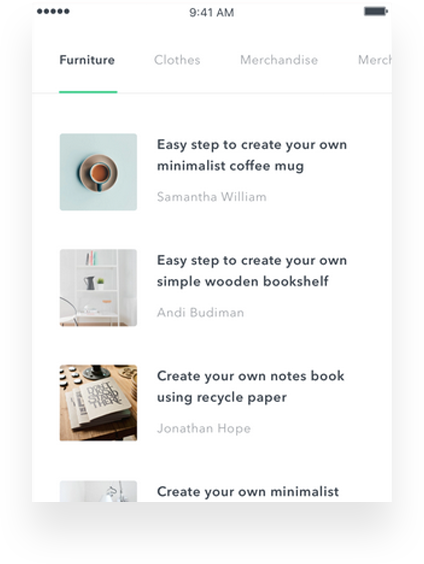 9:41 AM
Furniture Clothes Merchandise Merch
Easy step to create your own
minimalist coffee mug
Samantha William
Easy step to create your own
simple wooden bookshelf
Andi Budiman
Create your own notes book
using recycle paper
Jonathan Hope
Create your own minimalist